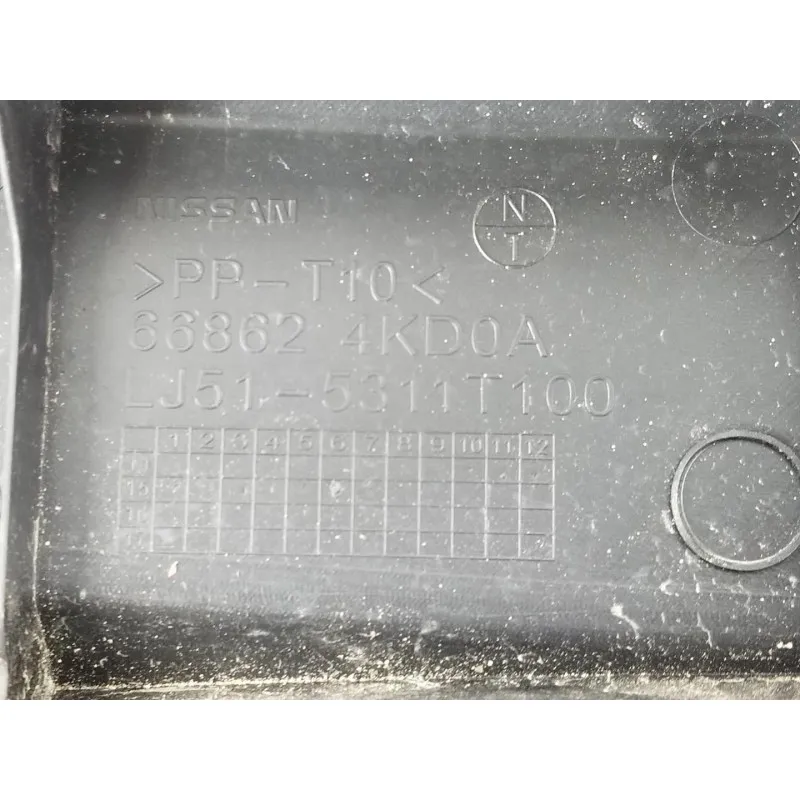 NISSAN
N
T
>PP-T10<
66862 4KD0A
LJ51-5311T100
1 2 3 4 5 6 7 8 9 10 11 12
15